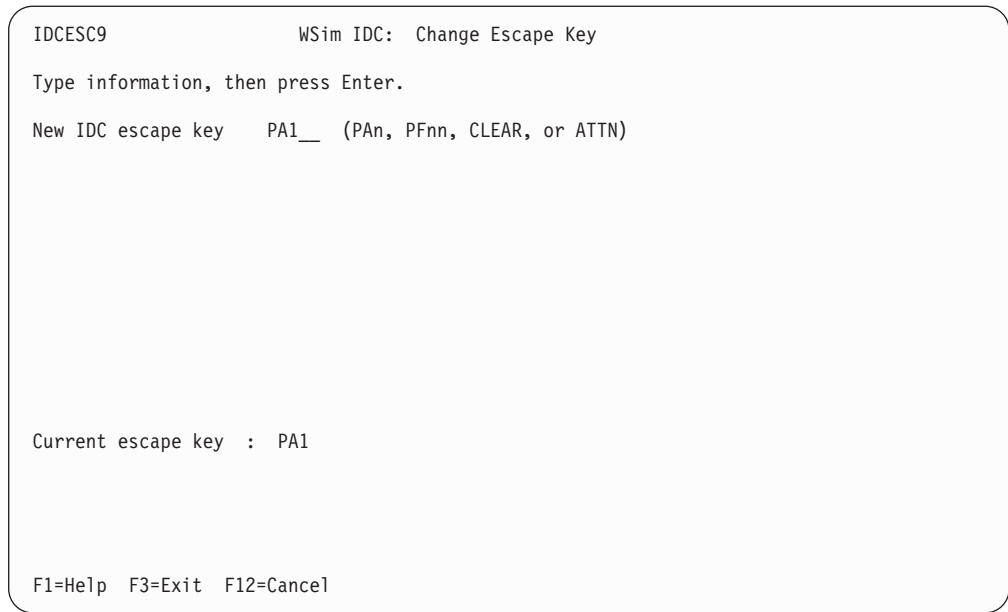 IDCESC9 WSim IDC: Change Escape Key
Type information, then press Enter.
New IDC escape key PA1__ (PAn, PFnn, CLEAR, or ATTN)
Current escape key : PA1
F1=Help F3=Exit F12=Cancel